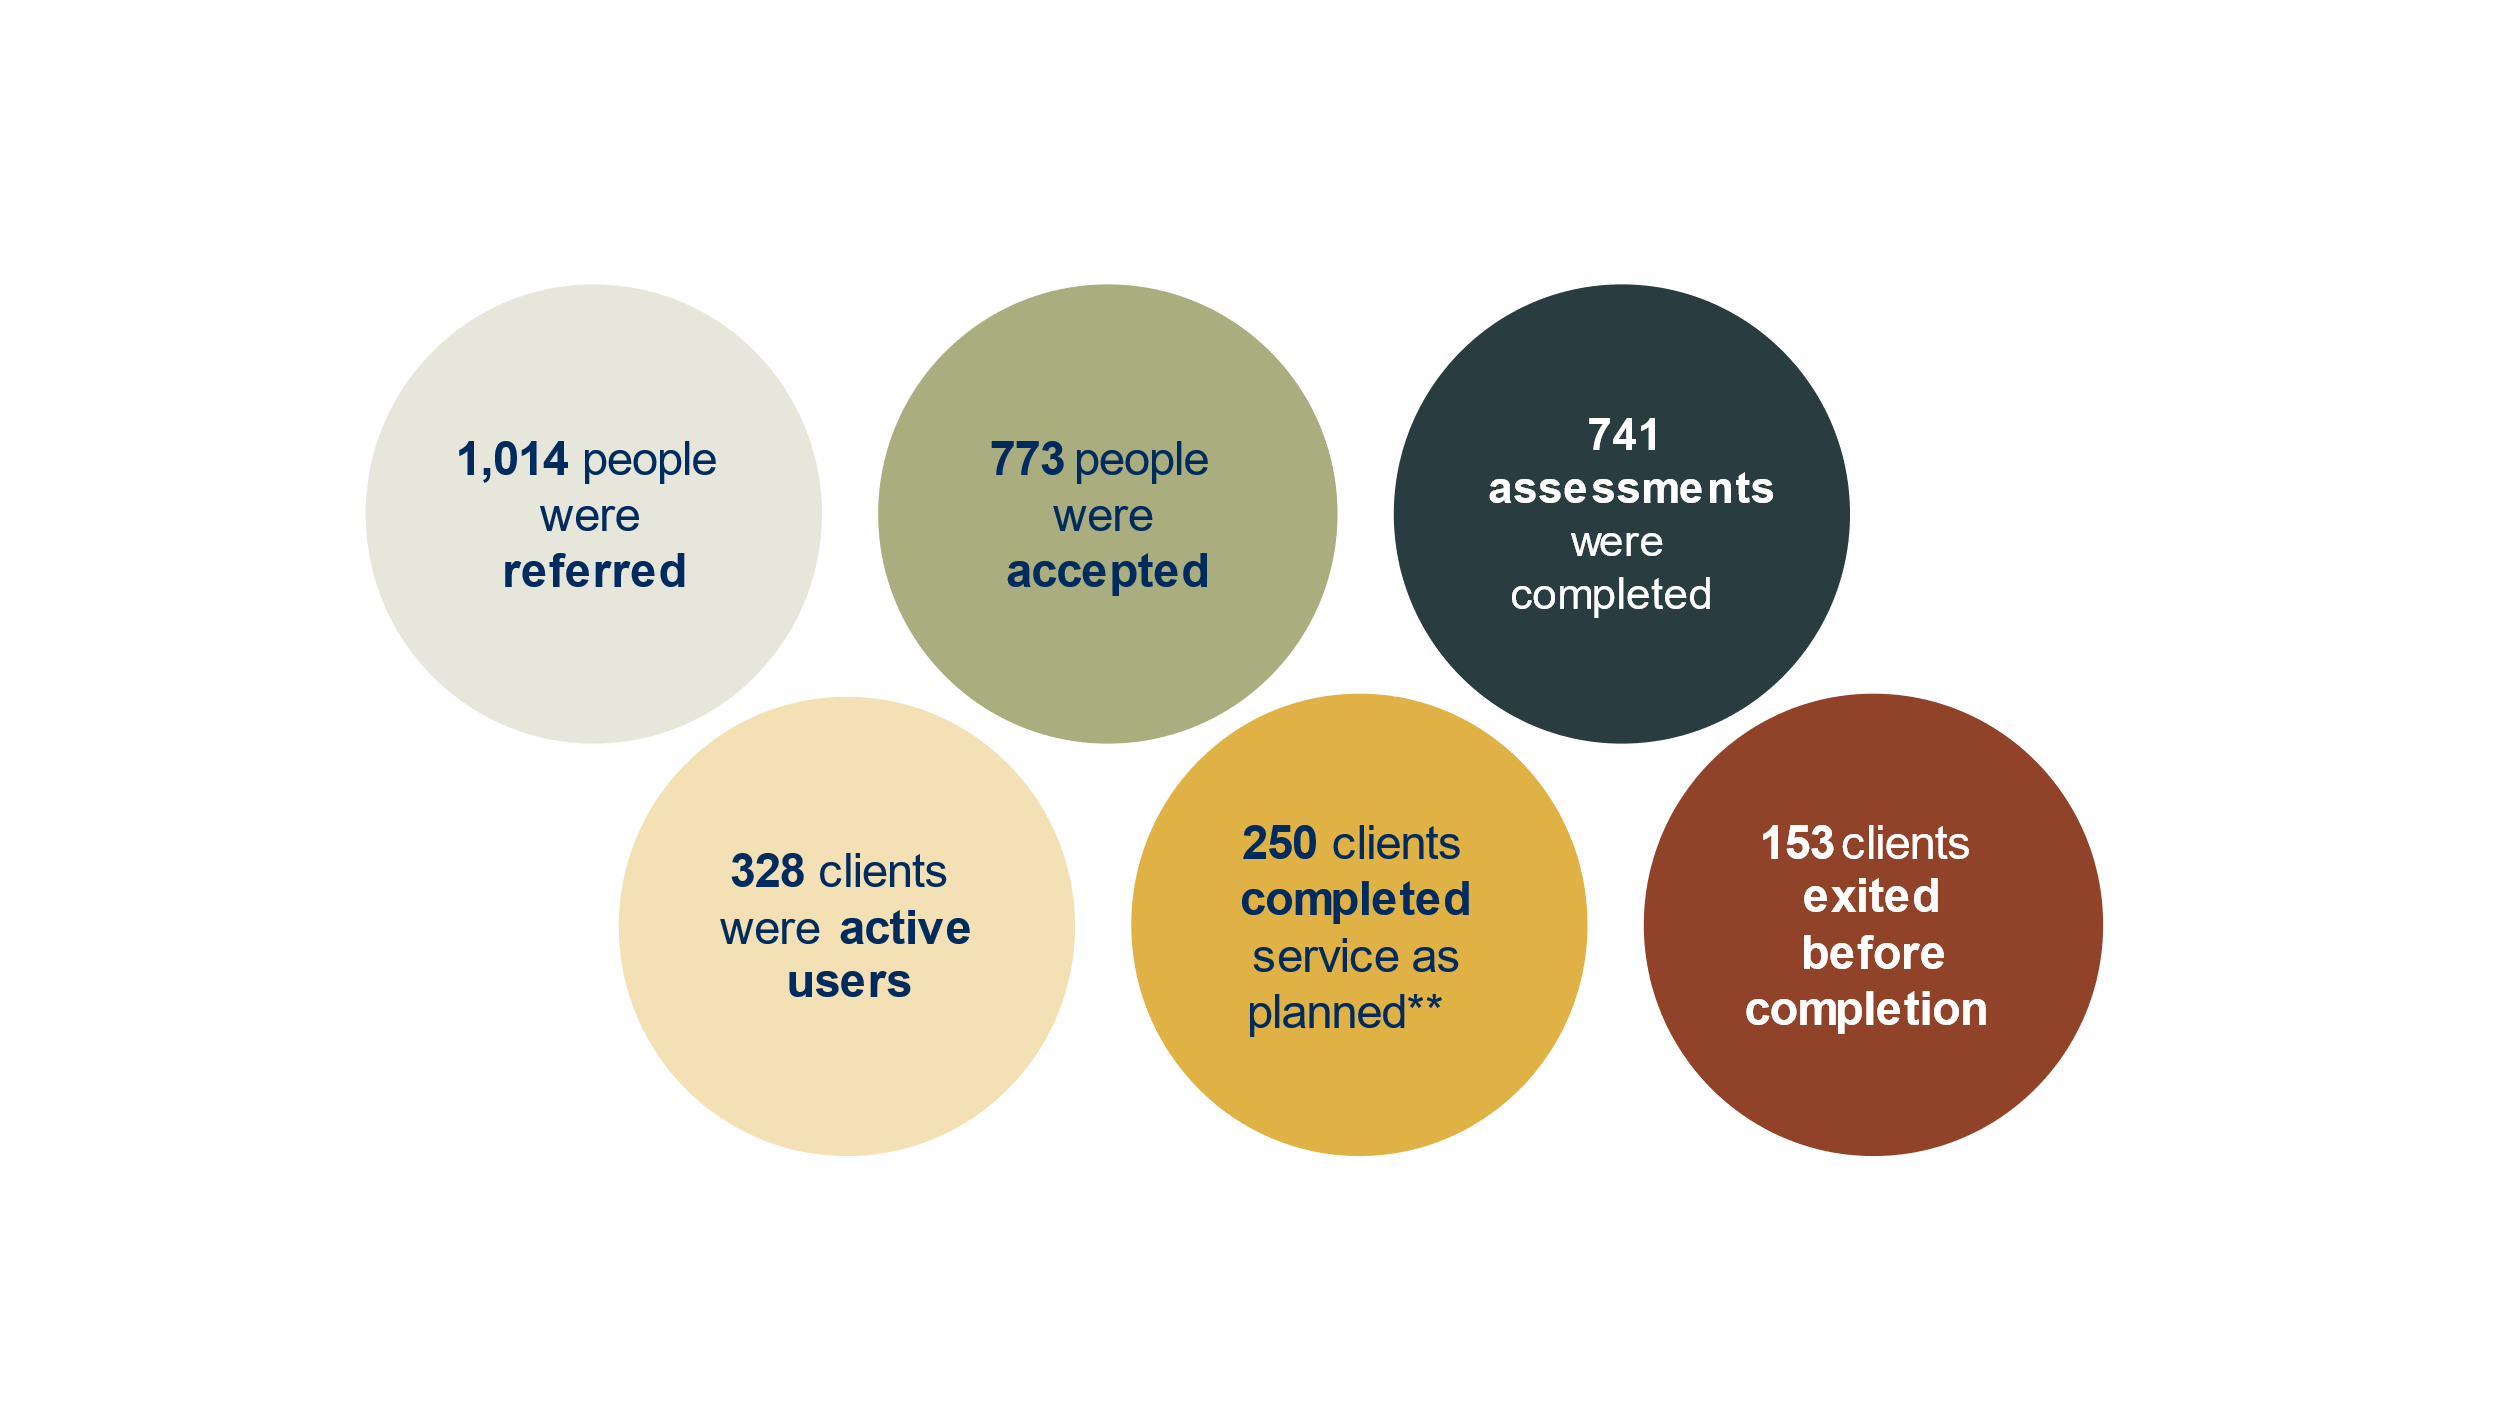 1,014 people
were
referred
773 people
were
accepted
741
assessments
were
completed
328 clients
were active
users
250 clients
completed
service as
planned**
153 clients
exited
before
completion